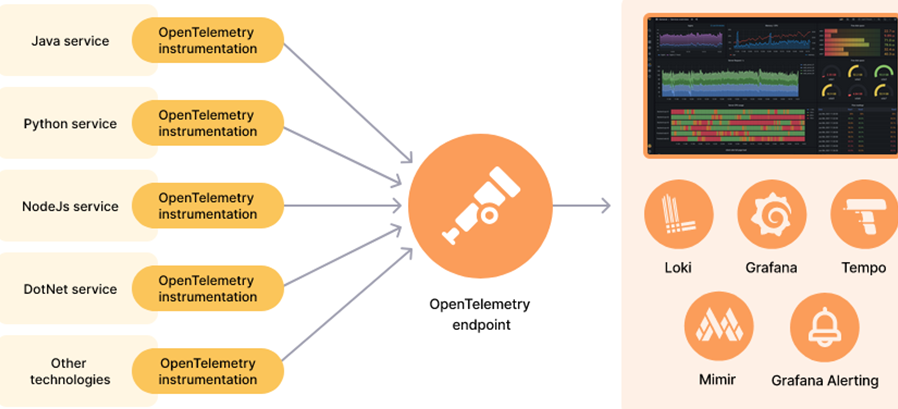 Java service
OpenTelemetry
instrumentation
Python service
OpenTelemetry
instrumentation
NodeJs service
OpenTelemetry
instrumentation
DotNet service
OpenTelemetry
instrumentation
Other
technologies
OpenTelemetry
instrumentation
OpenTelemetry
endpoint
Loki
Grafana
Tempo
Mimir
Grafana Alerting